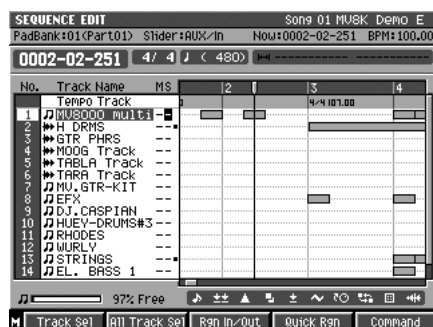 SEQUENCE EDIT Song 01 MV8K Demo E
PadBank:01(Part01) Slider:AUX/In Now:0002-02-251 BPM:100.00
0002-02-251 4/ 4 ♩ ( 480)
No. Track Name MS 2 3 4
Tempo Track 4/4 107.00
1 MV8000 multi --
2 H DRMS --
3 GTR PHRS --
4 MOOG Track --
5 TABLA Track --
6 TARA Track --
7 MV.GTR-KIT
8 EFX --
9 DJ.CASPIAN --
10 HUEY-DRUMS#3 --
11 RHODES --
12 WURLY --
13 STRINGS --
14 EL. BASS 1 --
97% Free
M Track Sel All Track Sel Rgn In/Out Quick Rgn Command